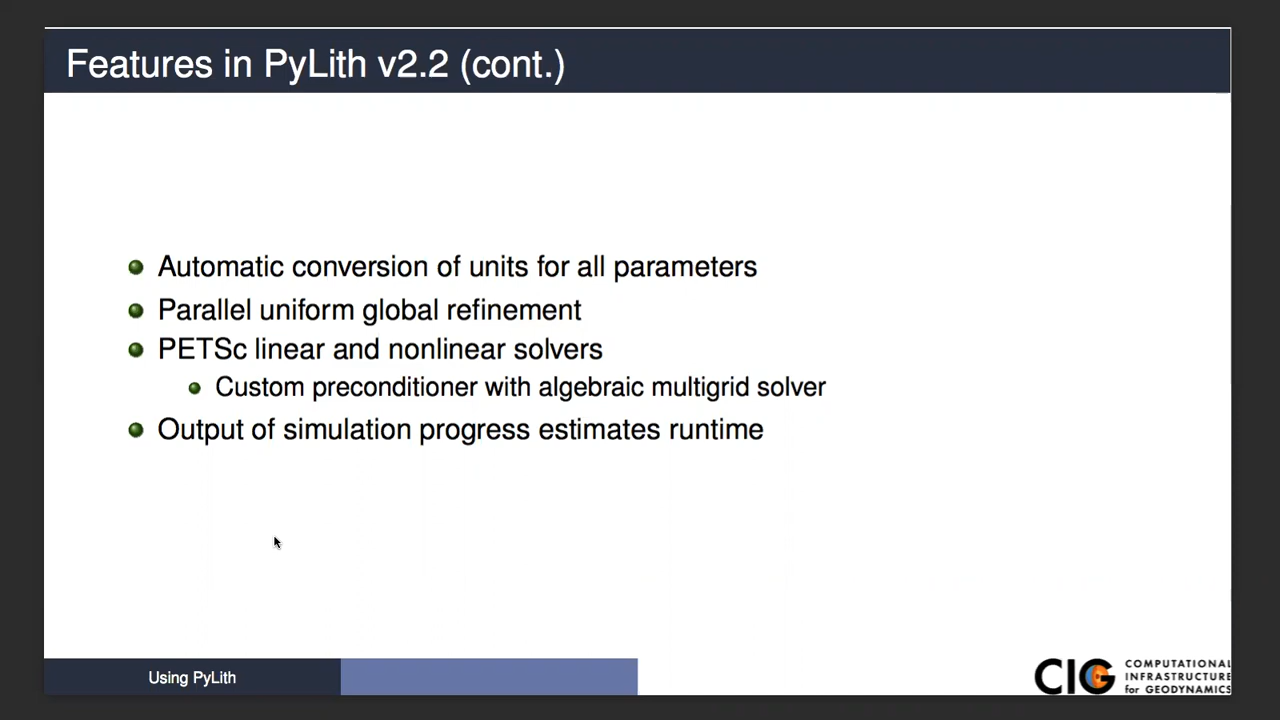 Features in PyLith v2.2 (cont.)
Automatic conversion of units for all parameters
Parallel uniform global refinement
PETSc linear and nonlinear solvers
Custom preconditioner with algebraic multigrid solver
Output of simulation progress estimates runtime
Using PyLith
CIG
COMPUTATIONAL
INFRASTRUCTURE
for GEODYNAMICS